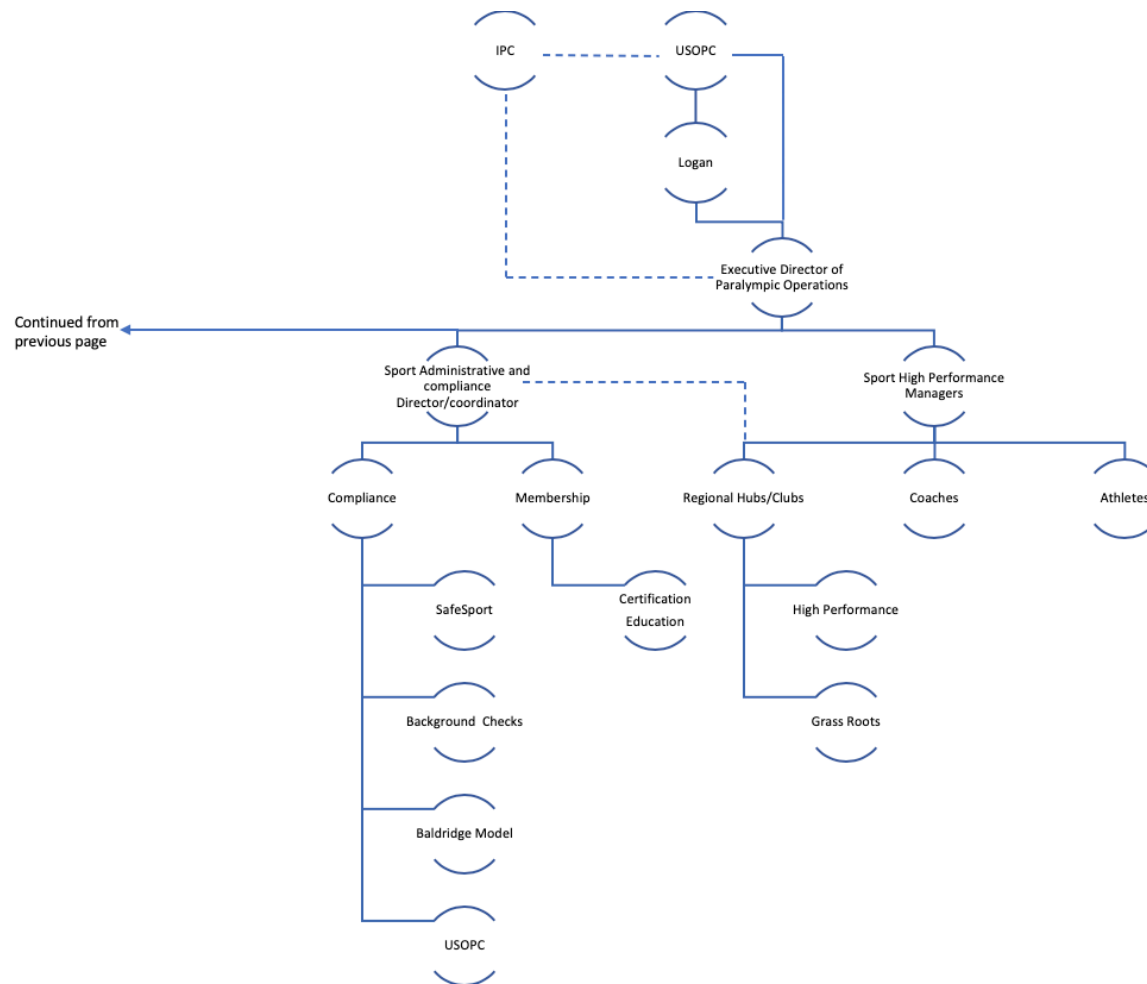 IPC
USOPC
Logan
Executive Director of
Paralympic Operations
Continued from
previous page
Sport Administrative and
compliance
Director/coordinator
Sport High Performance
Managers
Compliance
Membership
Regional Hubs/Clubs
Coaches
Athletes
SafeSport
Certification
Education
High Performance
Background Checks
Grass Roots
Baldridge Model
USOPC